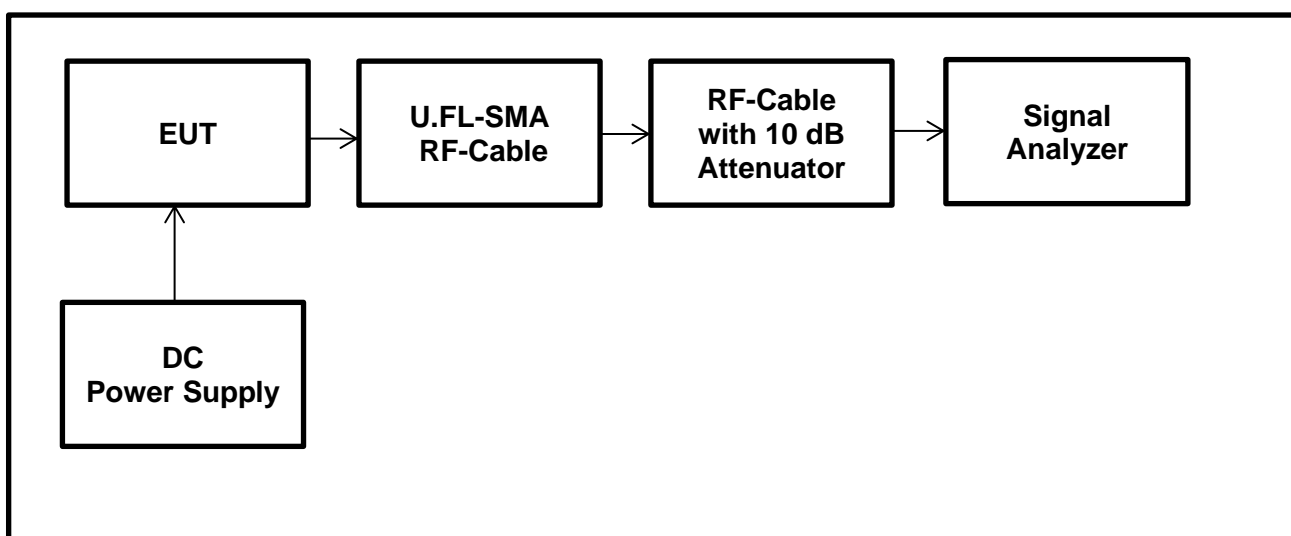 EUT
U.FL-SMA
RF-Cable
RF-Cable
with 10 dB
Attenuator
Signal
Analyzer
DC
Power Supply